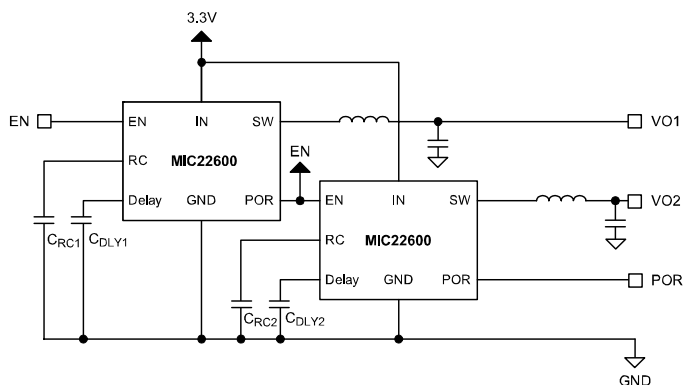 3.3V
EN
EN IN SW
VO1
RC
MIC22600
EN
Delay GND POR
EN IN SW
VO2
CRC1
CDLY1
RC
MIC22600
Delay GND POR
POR
CRC2
CDLY2
GND